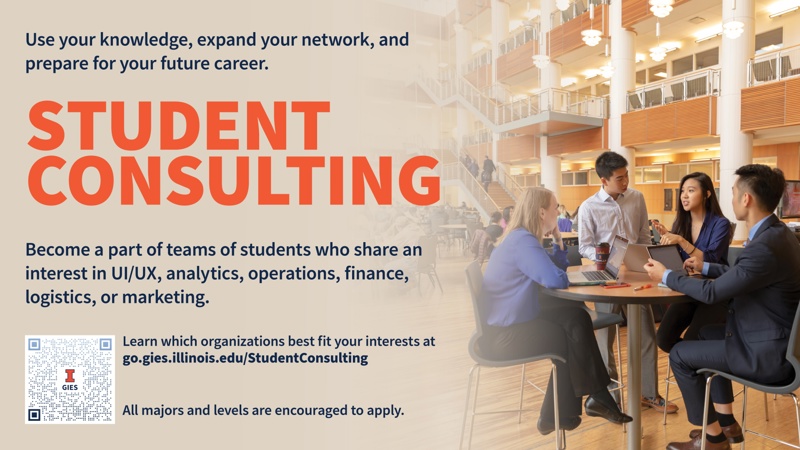 Use your knowledge, expand your network, and
prepare for your future career.
STUDENT
CONSULTING
Become a part of teams of students who share an
interest in UI/UX, analytics, operations, finance,
logistics, or marketing.
Learn which organizations best fit your interests at
go.gies.illinois.edu/StudentConsulting
I
GIES
All majors and levels are encouraged to apply.